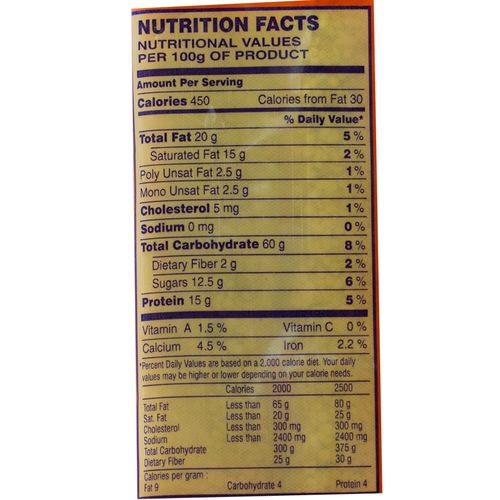 NUTRITION FACTS
NUTRITIONAL VALUES
PER 100g OF PRODUCT
Amount Per Serving
Calories 450 Calories from Fat 30
% Daily Value*
Total Fat 20 g 5 %
Saturated Fat 15 g 2 %
Poly Unsat Fat 2.5 g 1 %
Mono Unsat Fat 2.5 g 1 %
Cholesterol 5 mg 1 %
Sodium 0 mg 0 %
Total Carbohydrate 60 g 8 %
Dietary Fiber 2 g 2 %
Sugars 12.5 g 6 %
Protein 15 g 5 %
Vitamin A 1.5 % Vitamin C 0 %
Calcium 4.5 % Iron 2.2 %
*Percent Daily Values are based on a 2,000 calorie diet. Your daily
values may be higher or lower depending on your calorie needs.
Calories 2000 2500
Total Fat Less than 65 g 80 g
Sat. Fat Less than 20 g 25 g
Cholesterol Less than 300 mg 300 mg
Sodium Less than 2400 mg 2400 mg
Total Carbohydrate 300 g 375 g
Dietary Fiber 25 g 30 g
Calories per gram :
Fat 9 Carbohydrate 4 Protein 4